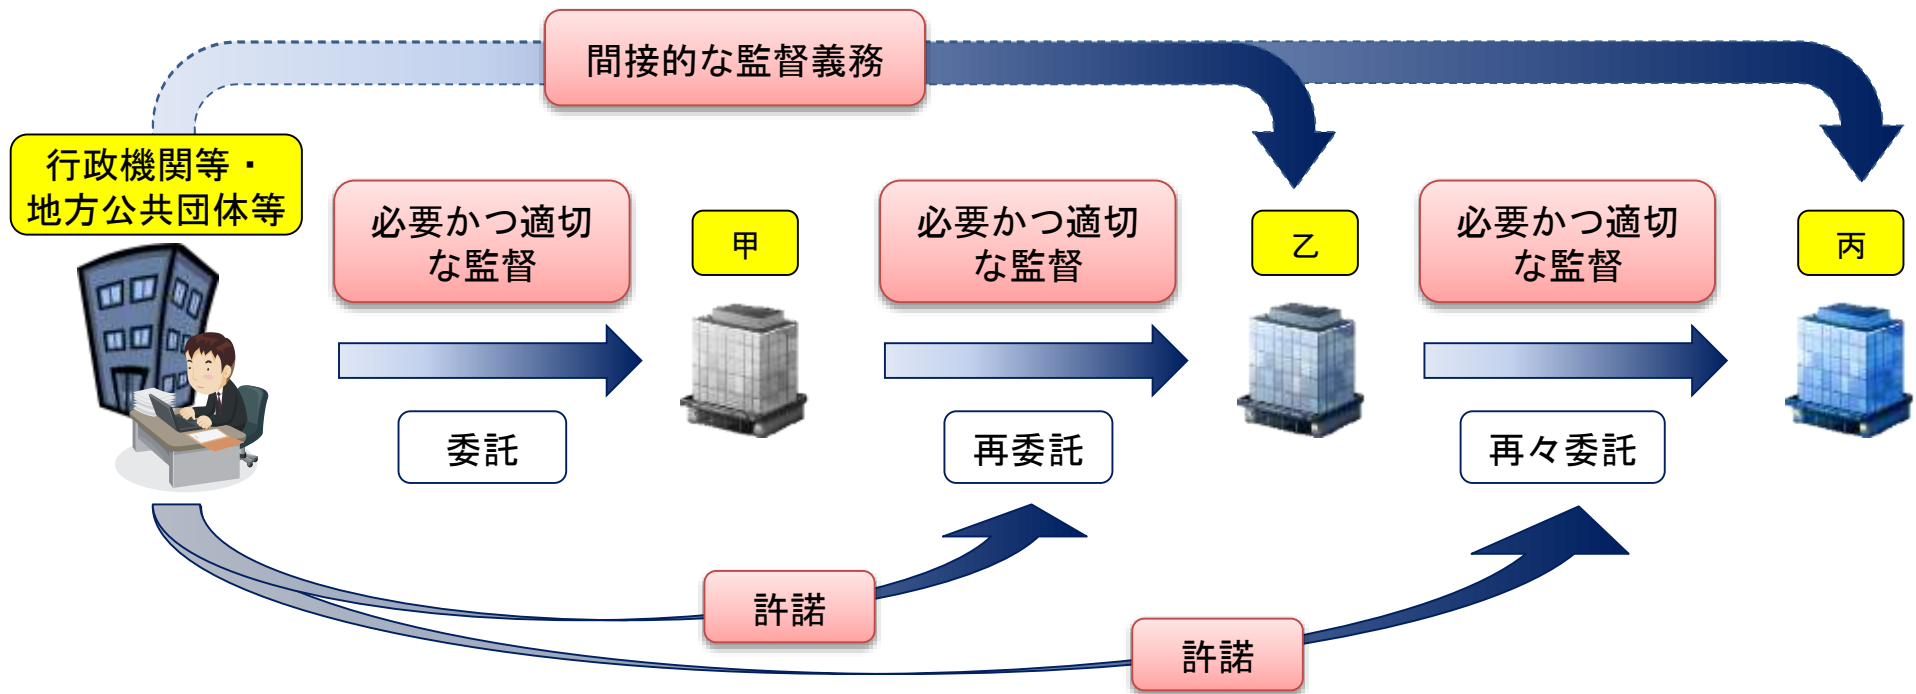 間接的な監督義務
行政機関等・
地方公共団体等
必要かつ適切
な監督
甲
必要かつ適切
な監督
乙
必要かつ適切
な監督
丙
委託
再委託
再々委託
許諾
許諾